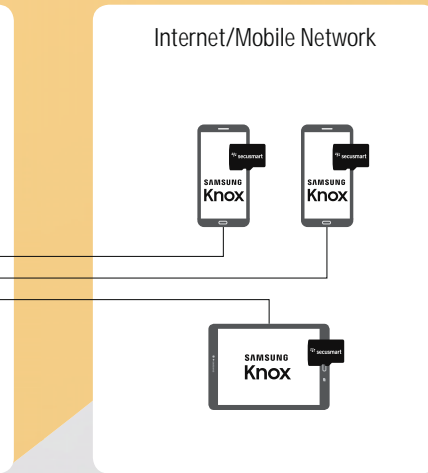 Internet/Mobile Network
secusmart
secusmart
SAMSUNG
Knox
SAMSUNG
Knox
secusmart
SAMSUNG
Knox